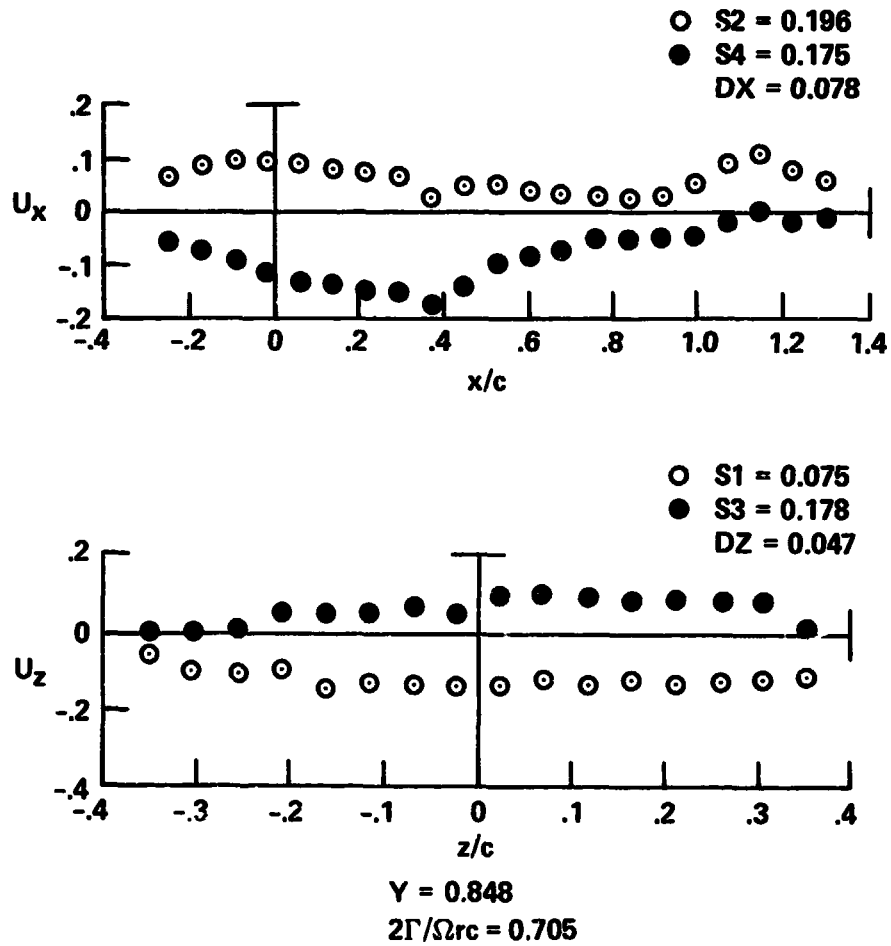 S2 = 0.196
S4 = 0.175
DX = 0.078
.2
.1
0
-.1
-.2
U_x
-.4 -.2 0 .2 .4 .6 .8 1.0 1.2 1.4
x/c
S1 = 0.075
S3 = 0.178
DZ = 0.047
.2
0
-.2
-.4
U_z
-.4 -.3 -.2 -.1 0 .1 .2 .3 .4
z/c
Y = 0.848
2Γ/Ωrc = 0.705